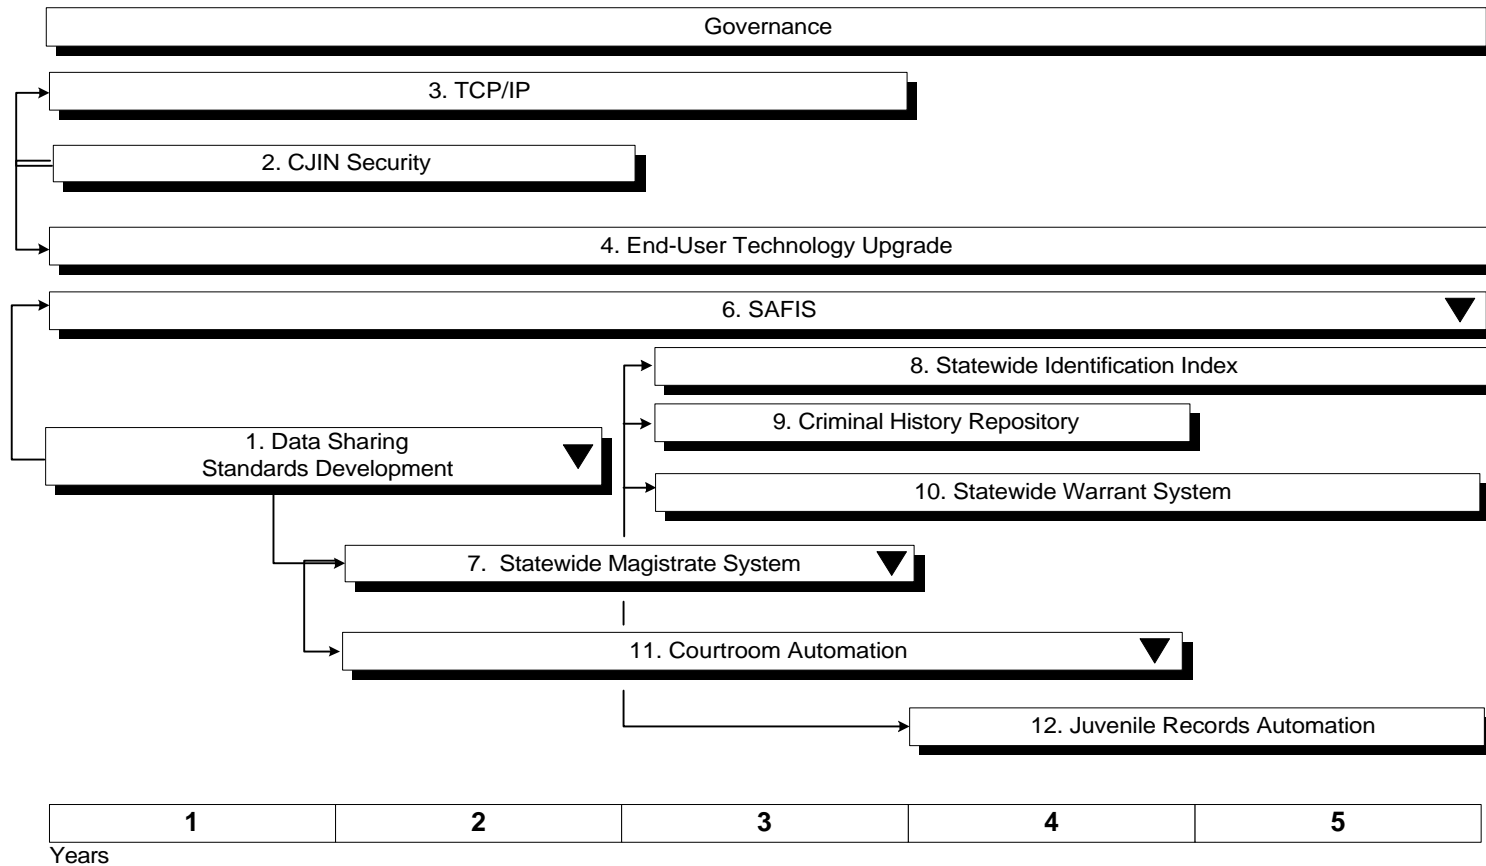 Governance
3. TCP/IP
2. CJIN Security
4. End-User Technology Upgrade
6. SAFIS
8. Statewide Identification Index
9. Criminal History Repository
1. Data Sharing
Standards Development
10. Statewide Warrant System
7. Statewide Magistrate System
11. Courtroom Automation
12. Juvenile Records Automation
1 2 3 4 5
Years